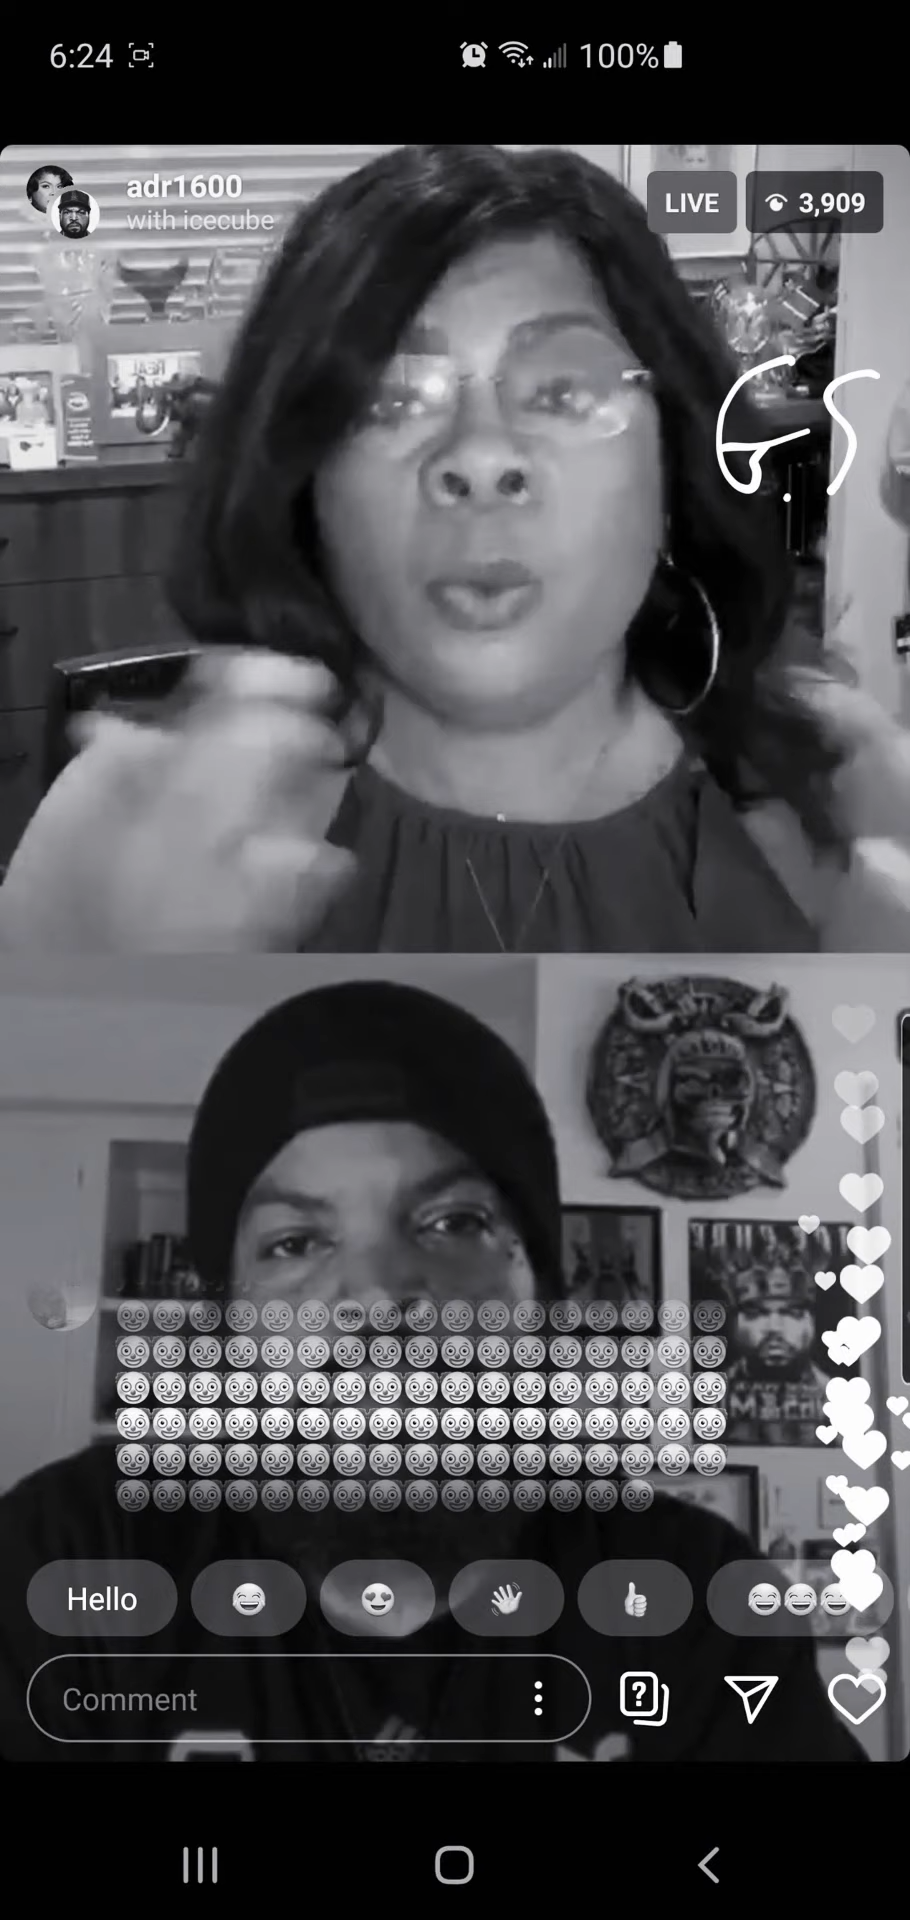 6:24
100%
adr1600
with icecube
LIVE
3,909
G.S
Hello
Comment